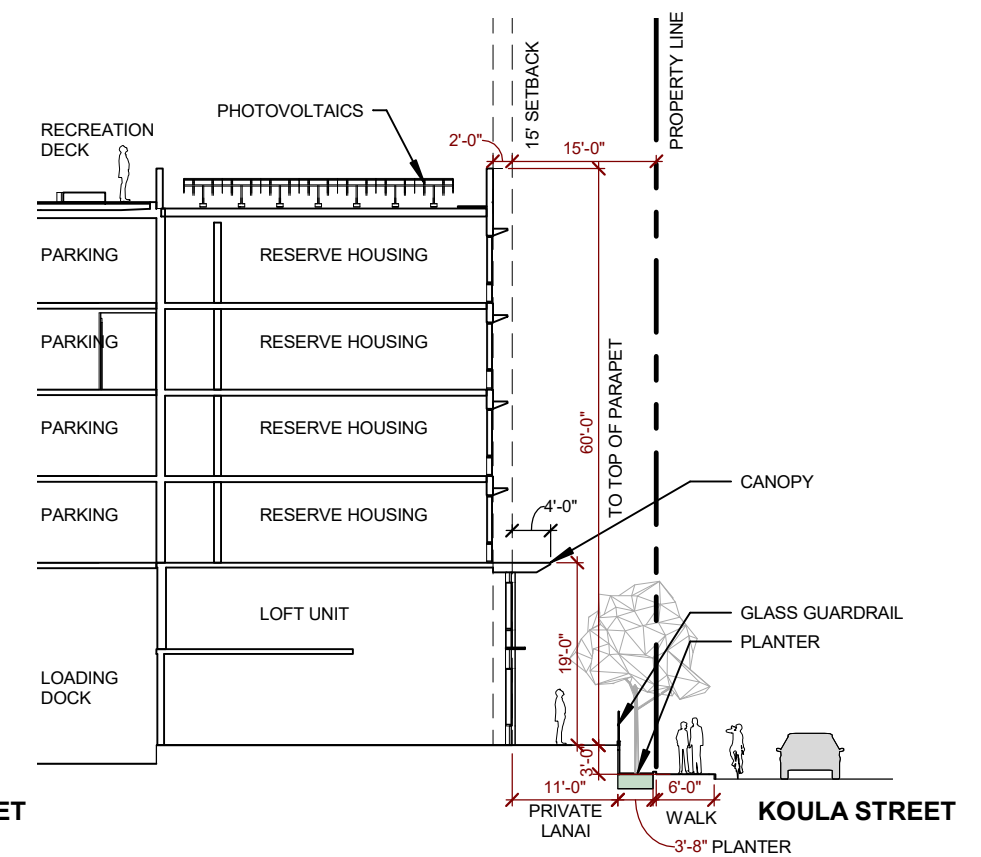 PROPERTY LINE
15' SETBACK
PHOTOVOLTAICS
RECREATION
DECK
2'-0"
15'-0"
PARKING
RESERVE HOUSING
PARKING
RESERVE HOUSING
PARKING
RESERVE HOUSING
60'-0"
TO TOP OF PARAPET
CANOPY
4'-0"
PARKING
RESERVE HOUSING
LOFT UNIT
GLASS GUARDRAIL
PLANTER
19'-0"
LOADING
DOCK
3'-0"
11'-0"
6'-0"
PRIVATE
LANAI
WALK
ET
KOULA STREET
3'-8" PLANTER